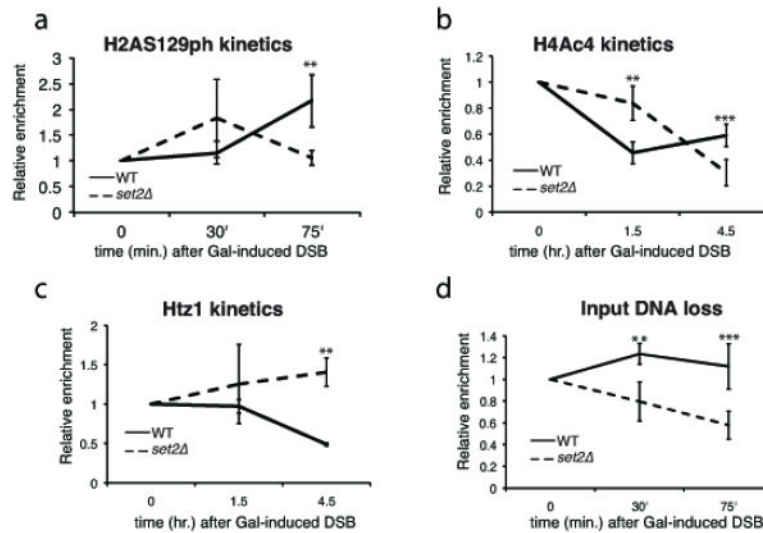 a
H2AS129ph kinetics
Relative enrichment
3
2.5
2
1.5
1
0.5
0
**
WT
set2Δ
0 30' 75'
time (min.) after Gal-induced DSB
b
H4Ac4 kinetics
Relative enrichment
1.2
1
0.8
0.6
0.4
0.2
0
**
***
WT
set2Δ
0 1.5 4.5
time (hr.) after Gal-induced DSB
c
Htz1 kinetics
Relative enrichment
2
1.5
1
0.5
0
**
WT
set2Δ
0 1.5 4.5
time (hr.) after Gal-induced DSB
d
Input DNA loss
Relative enrichment
1.4
1.2
1
0.8
0.6
0.4
0.2
0
**
***
WT
set2Δ
0 30' 75'
time (min.) after Gal-induced DSB